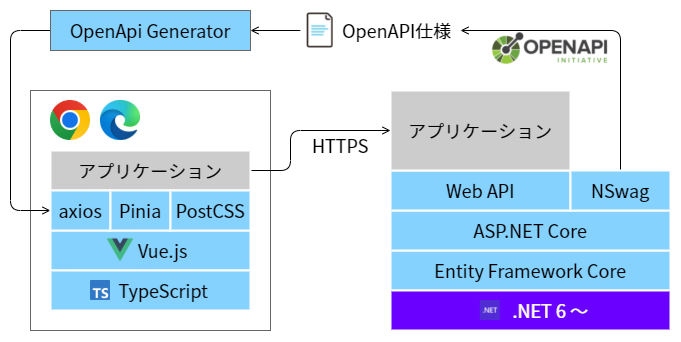 OpenApi Generator
OpenAPI仕様
OPENAPI
INITIATIVE
アプリケーション
HTTPS
アプリケーション
axios
Pinia
PostCSS
Web API
NSwag
Vue.js
ASP.NET Core
TS
TypeScript
Entity Framework Core
.NET
.NET 6 ～